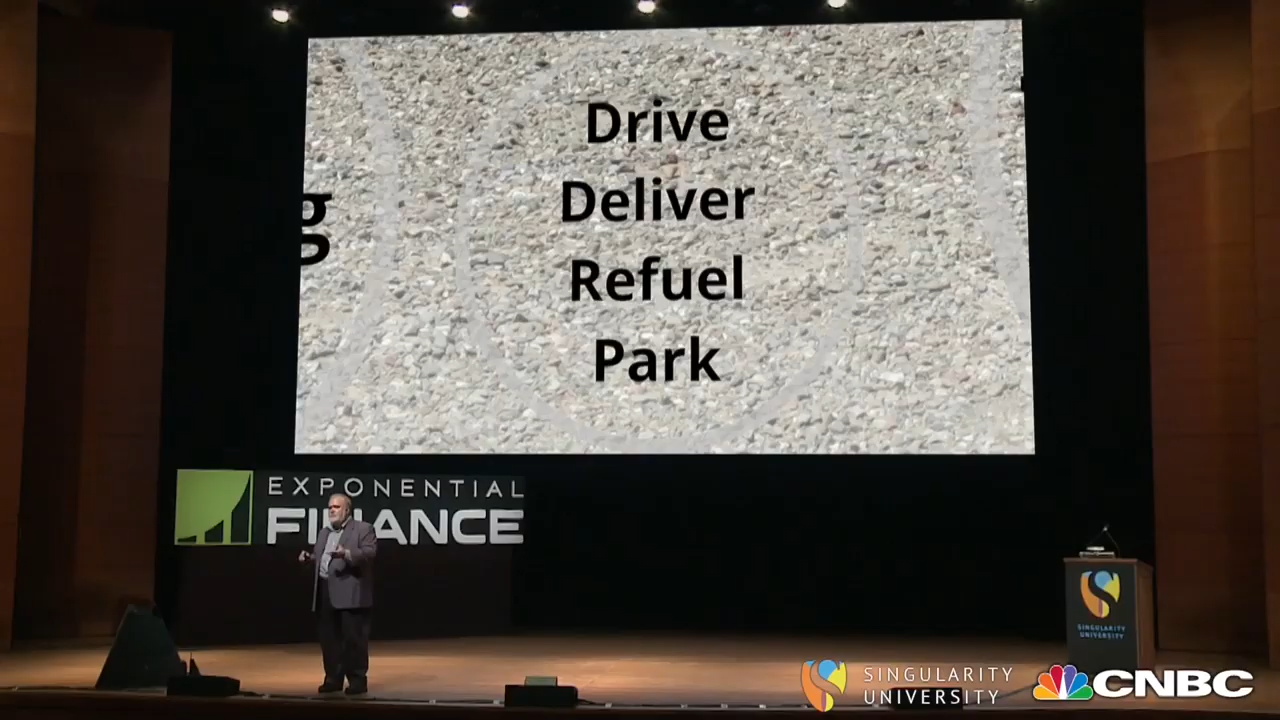 Drive
Deliver
Refuel
Park
g
EXPONENTIAL
FINANCE
SINGULARITY
UNIVERSITY
SINGULARITY
UNIVERSITY
CNBC